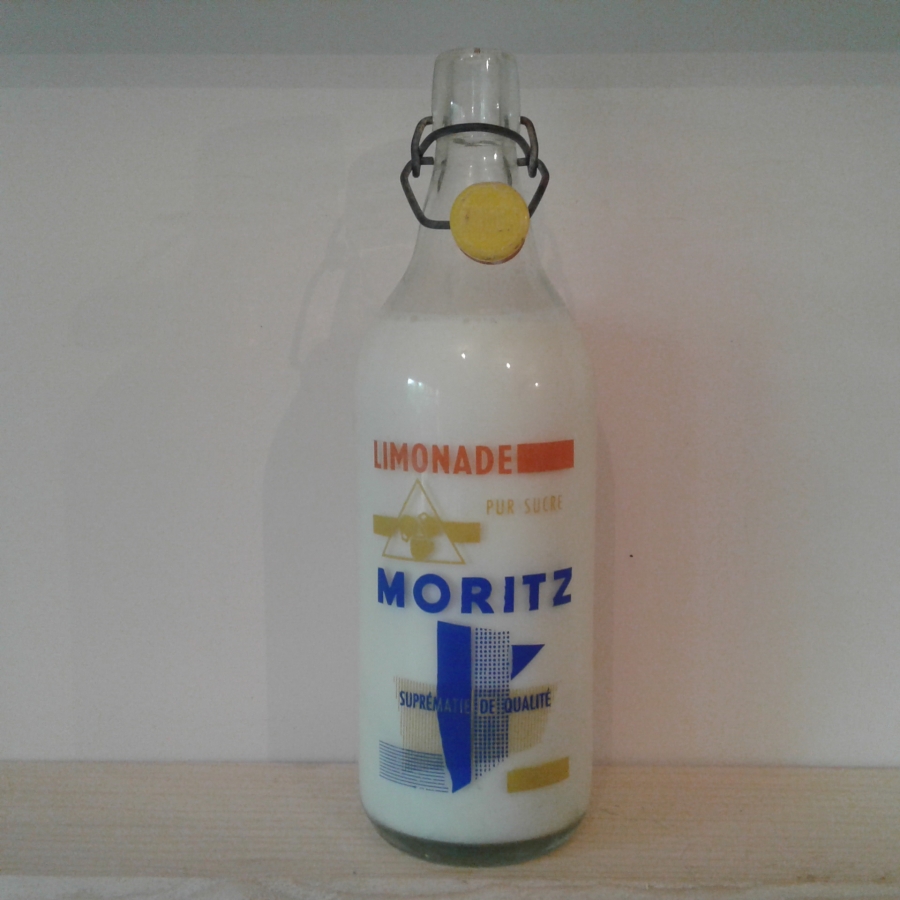 LIMONADE
PUR SUCRE
MORITZ
SUPRÉMATIE DE QUALITÉ